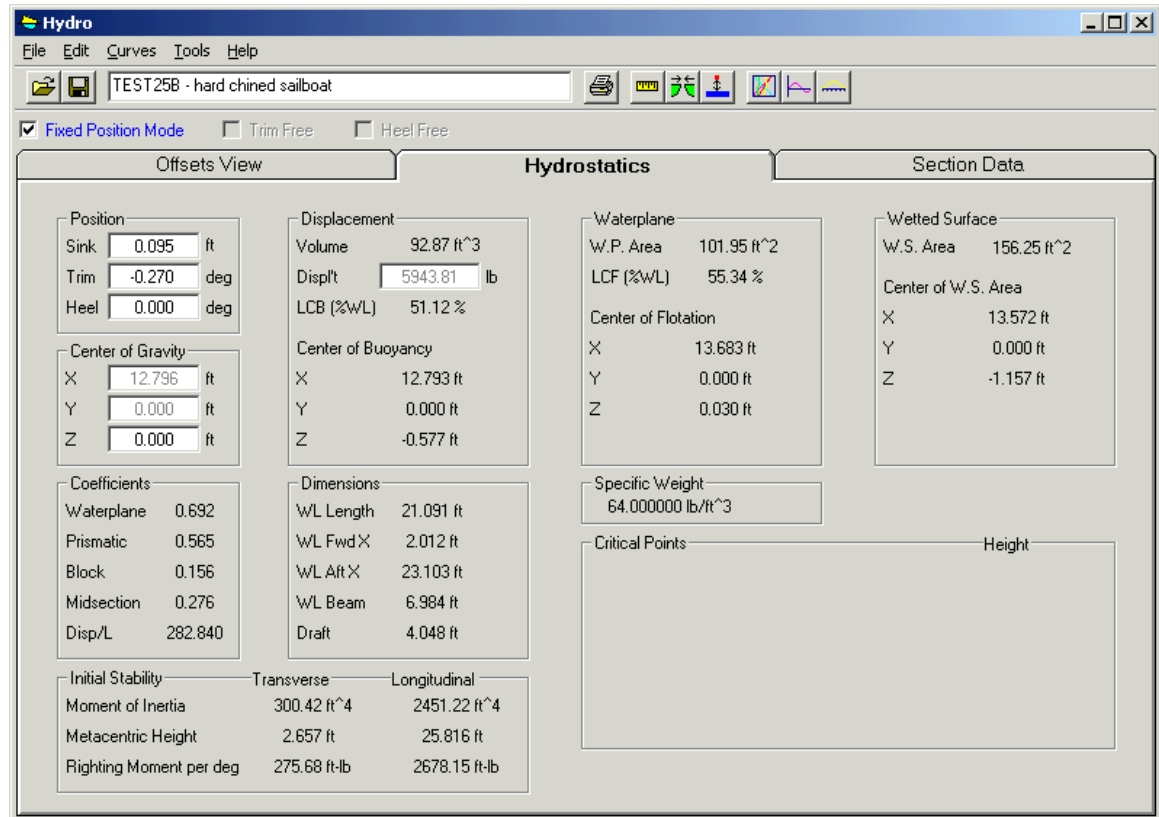 Hydro
File Edit Curves Tools Help
TEST25B - hard chined sailboat
Fixed Position Mode Trim Free Heel Free
Offsets View Hydrostatics Section Data
Position
Sink 0.095 ft
Trim -0.270 deg
Heel 0.000 deg
Center of Gravity
X 12.796 ft
Y 0.000 ft
Z 0.000 ft
Displacement
Volume 92.87 ft^3
Displ't 5943.81 lb
LCB (%WL) 51.12 %
Center of Buoyancy
X 12.793 ft
Y 0.000 ft
Z -0.577 ft
Waterplane
W.P. Area 101.95 ft^2
LCF (%WL) 55.34 %
Center of Flotation
X 13.683 ft
Y 0.000 ft
Z 0.030 ft
Wetted Surface
W.S. Area 156.25 ft^2
Center of W.S. Area
X 13.572 ft
Y 0.000 ft
Z -1.157 ft
Coefficients
Waterplane 0.692
Prismatic 0.565
Block 0.156
Midsection 0.276
Disp/L 282.840
Dimensions
WL Length 21.091 ft
WL Fwd X 2.012 ft
WL Aft X 23.103 ft
WL Beam 6.984 ft
Draft 4.048 ft
Specific Weight
64.000000 lb/ft^3
Critical Points Height
Initial Stability Transverse Longitudinal
Moment of Inertia 300.42 ft^4 2451.22 ft^4
Metacentric Height 2.657 ft 25.816 ft
Righting Moment per deg 275.68 ft-lb 2678.15 ft-lb